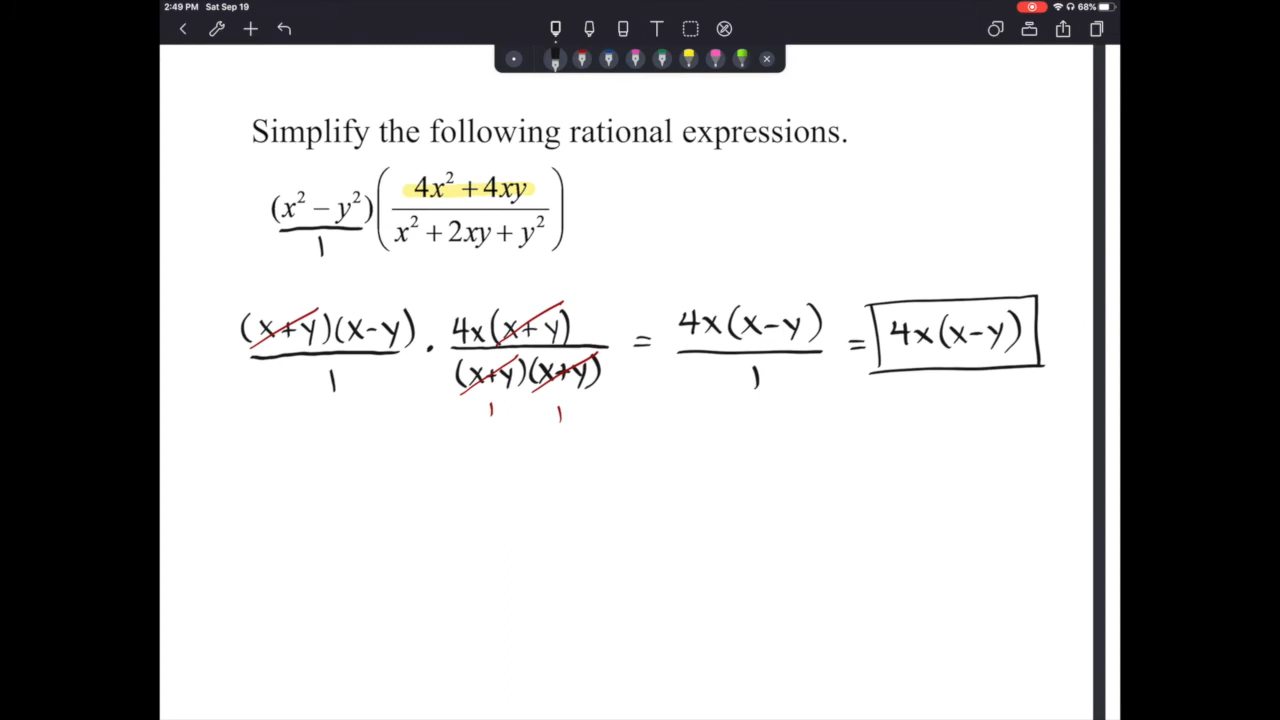 2:49 PM Sat Sep 19 68%
T
Simplify the following rational expressions.
(x² − y²)/1 ((4x² + 4xy)/(x² + 2xy + y²))
(x+y)(x-y)/1 · 4x(x+y)/(x+y)(x+y) = 4x(x-y)/1 = 4x(x-y)
1 1